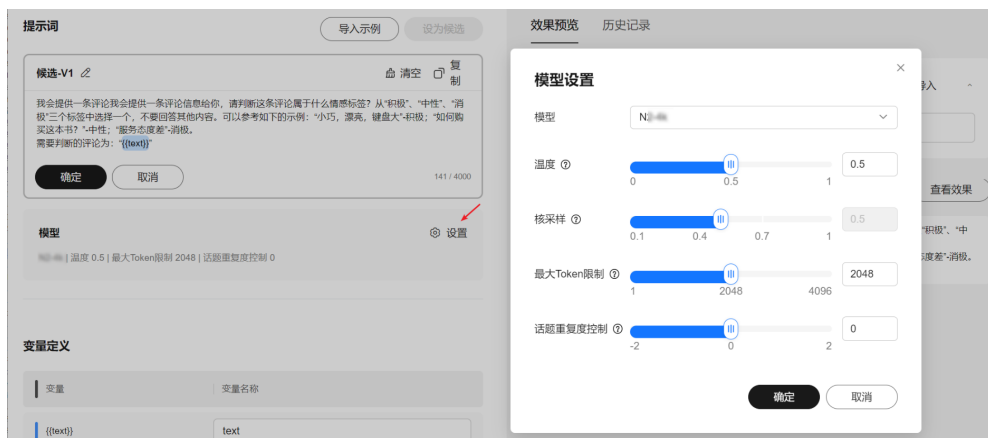 提示词
导入示例
设为候选
候选-V1
清空
复制
我会提供一条评论我会提供一条评论信息给你，请判断这条评论属于什么情感标签？从“积极”、“中性”、“消
极”三个标签中选择一个，不要回答其他内容。可以参考如下的示例：“小巧，漂亮，键盘大”-积极；“如何购
买这本书？”-中性；“服务态度差”-消极。
需要判断的评论为：“{{text}}”
确定
取消
141 / 4000
模型
设置
| 温度 0.5 | 最大Token限制 2048 | 话题重复度控制 0
变量定义
变量
变量名称
{{text}}
text
效果预览
历史记录
导入
查看效果
“积极”、“中
态度差”-消极。
模型设置
模型
温度
0.5
0
0.5
1
核采样
0.5
0.1
0.4
0.7
1
最大Token限制
2048
1
2048
4096
话题重复度控制
0
-2
0
2
确定
取消